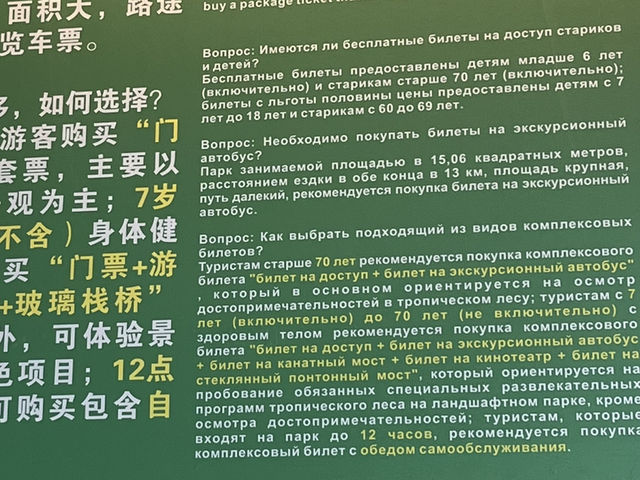 面积大，路途
览车票。
，如何选择？
游客购买“门
套票，主要以
观为主；7岁
不含）身体健
买“门票+游
+玻璃栈桥”
外，可体验景
色项目；12点
可购买包含自
buy a package ticket
Вопрос: Имеются ли бесплатные билеты на доступ стариков
и детей?
Бесплатные билеты предоставлены детям младше 6 лет
(включительно) и старикам старше 70 лет (включительно);
билеты с льготы половины цены предоставлены детям с 7
лет до 18 лет и старикам с 60 до 69 лет.
Вопрос: Необходимо покупать билеты на экскурсионный
автобус?
Парк занимаемой площадью в 15,06 квадратных метров,
расстоянием ездки в обе конца в 13 км, площадь крупная,
путь далекий, рекомендуется покупка билета на экскурсионный
автобус.
Вопрос: Как выбрать подходящий из видов комплексовых
билетов?
Туристам старше 70 лет рекомендуется покупка комплексового
билета "билет на доступ + билет на экскурсионный автобус"
, который в основном ориентируется на осмотр
достопримечательностей в тропическом лесу; туристам с 7
лет (включительно) до 70 лет (не включительно) с
здоровым телом рекомендуется покупка комплексового
билета "билет на доступ + билет на экскурсионный автобус
+ билет на канатный мост + билет на кинотеатр + билет на
стеклянный понтонный мост", который ориентируется на
пробование обязанных специальных развлекательных
программ тропического леса на ландшафтном парке, кроме
осмотра достопримечательностей; туристам, которые
входят на парк до 12 часов, рекомендуется покупка
комплексовый билет с обедом самообслуживания.